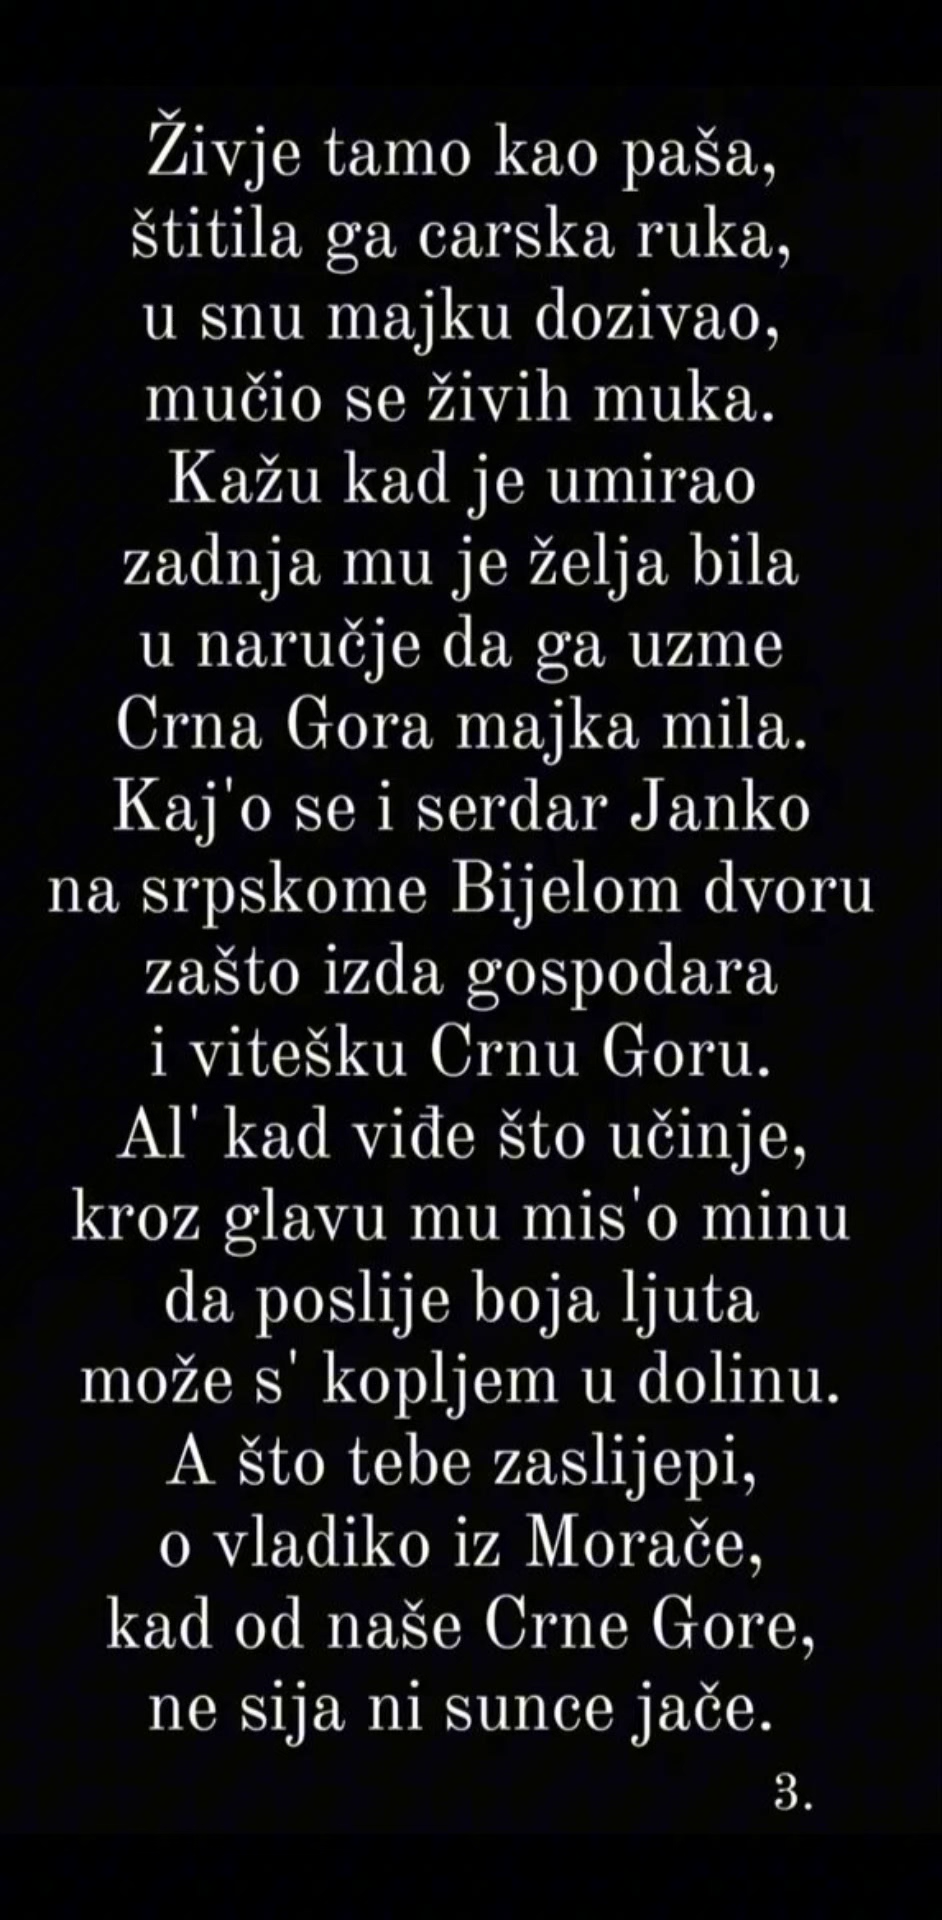 Živje tamo kao paša,
štitila ga carska ruka,
u snu majku dozivao,
mučio se živih muka.
Kažu kad je umirao
zadnja mu je želja bila
u naručje da ga uzme
Crna Gora majka mila.
Kaj'o se i serdar Janko
na srpskome Bijelom dvoru
zašto izda gospodara
i vitešku Crnu Goru.
Al' kad viđe što učinje,
kroz glavu mu mis'o minu
da poslije boja ljuta
može s' kopljem u dolinu.
A što tebe zaslijepi,
o vladiko iz Morače,
kad od naše Crne Gore,
ne sija ni sunce jače.
3.